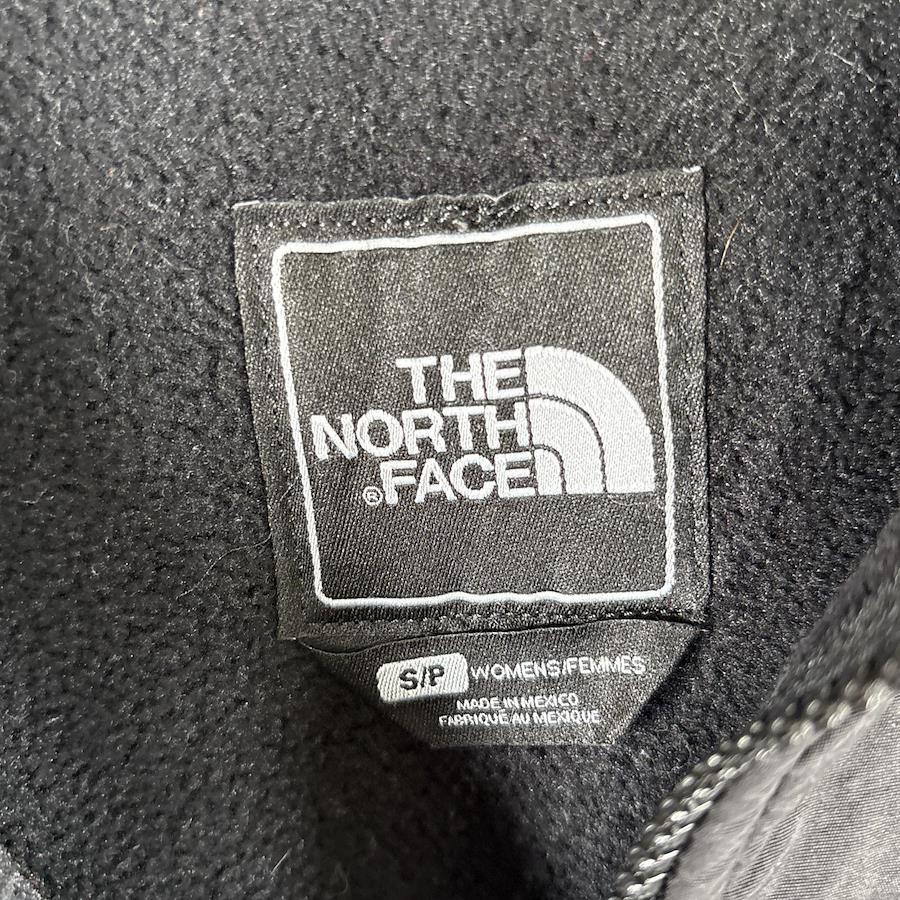 THE
NORTH
®FACE
S/P WOMENS/FEMMES
MADE IN MEXICO
FABRIQUE AU MEXIQUE